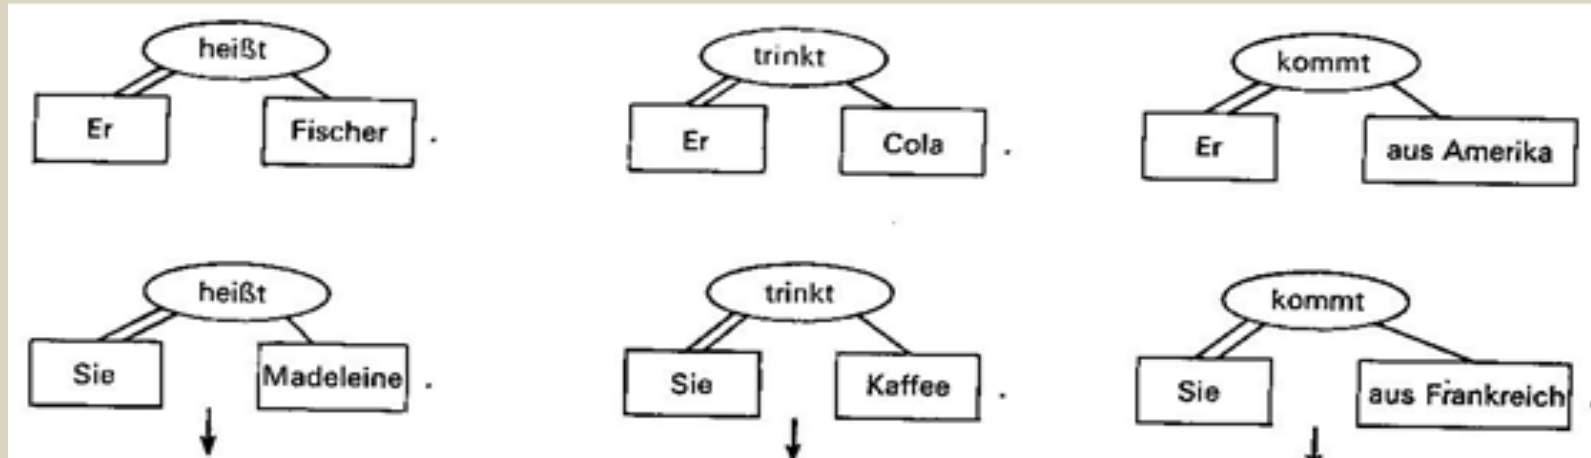 heißt trinkt kommt
Er Fischer . Er Cola . Er aus Amerika
heißt trinkt kommt
Sie Madeleine . Sie Kaffee . Sie aus Frankreich .